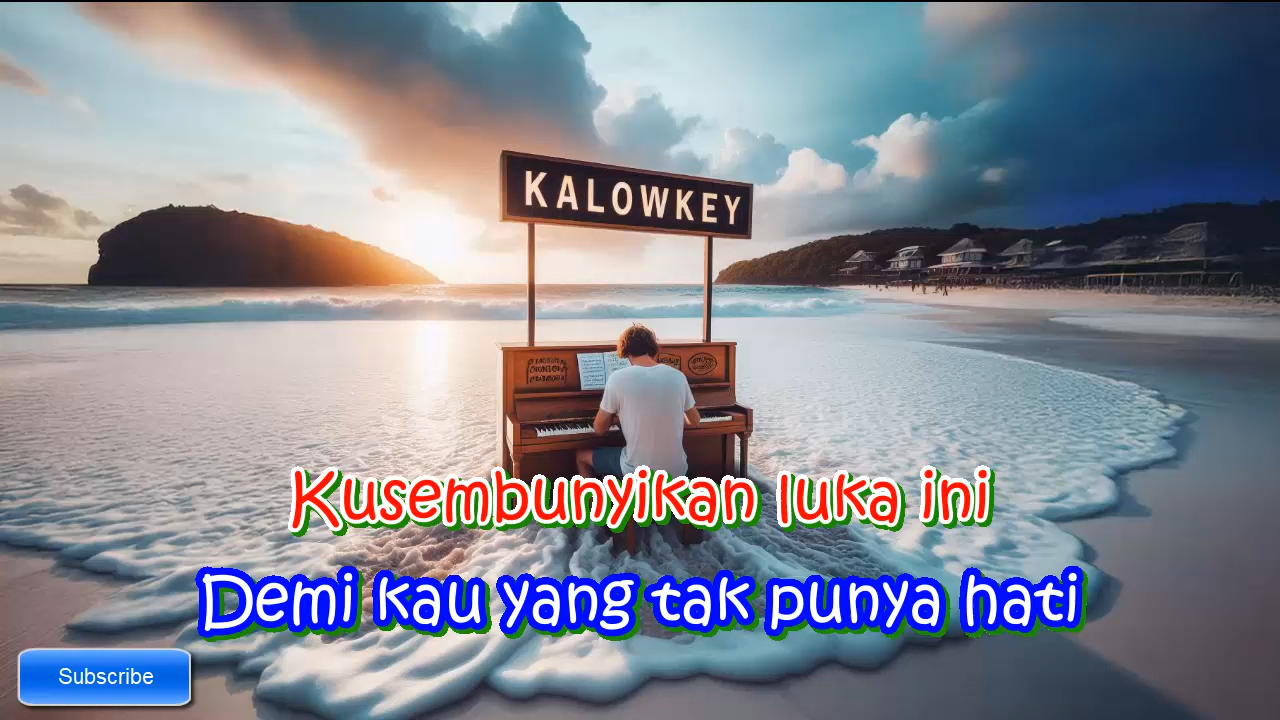 KALOWKEY
Kusembunyikan luka ini
Demi kau yang tak punya hati
Subscribe